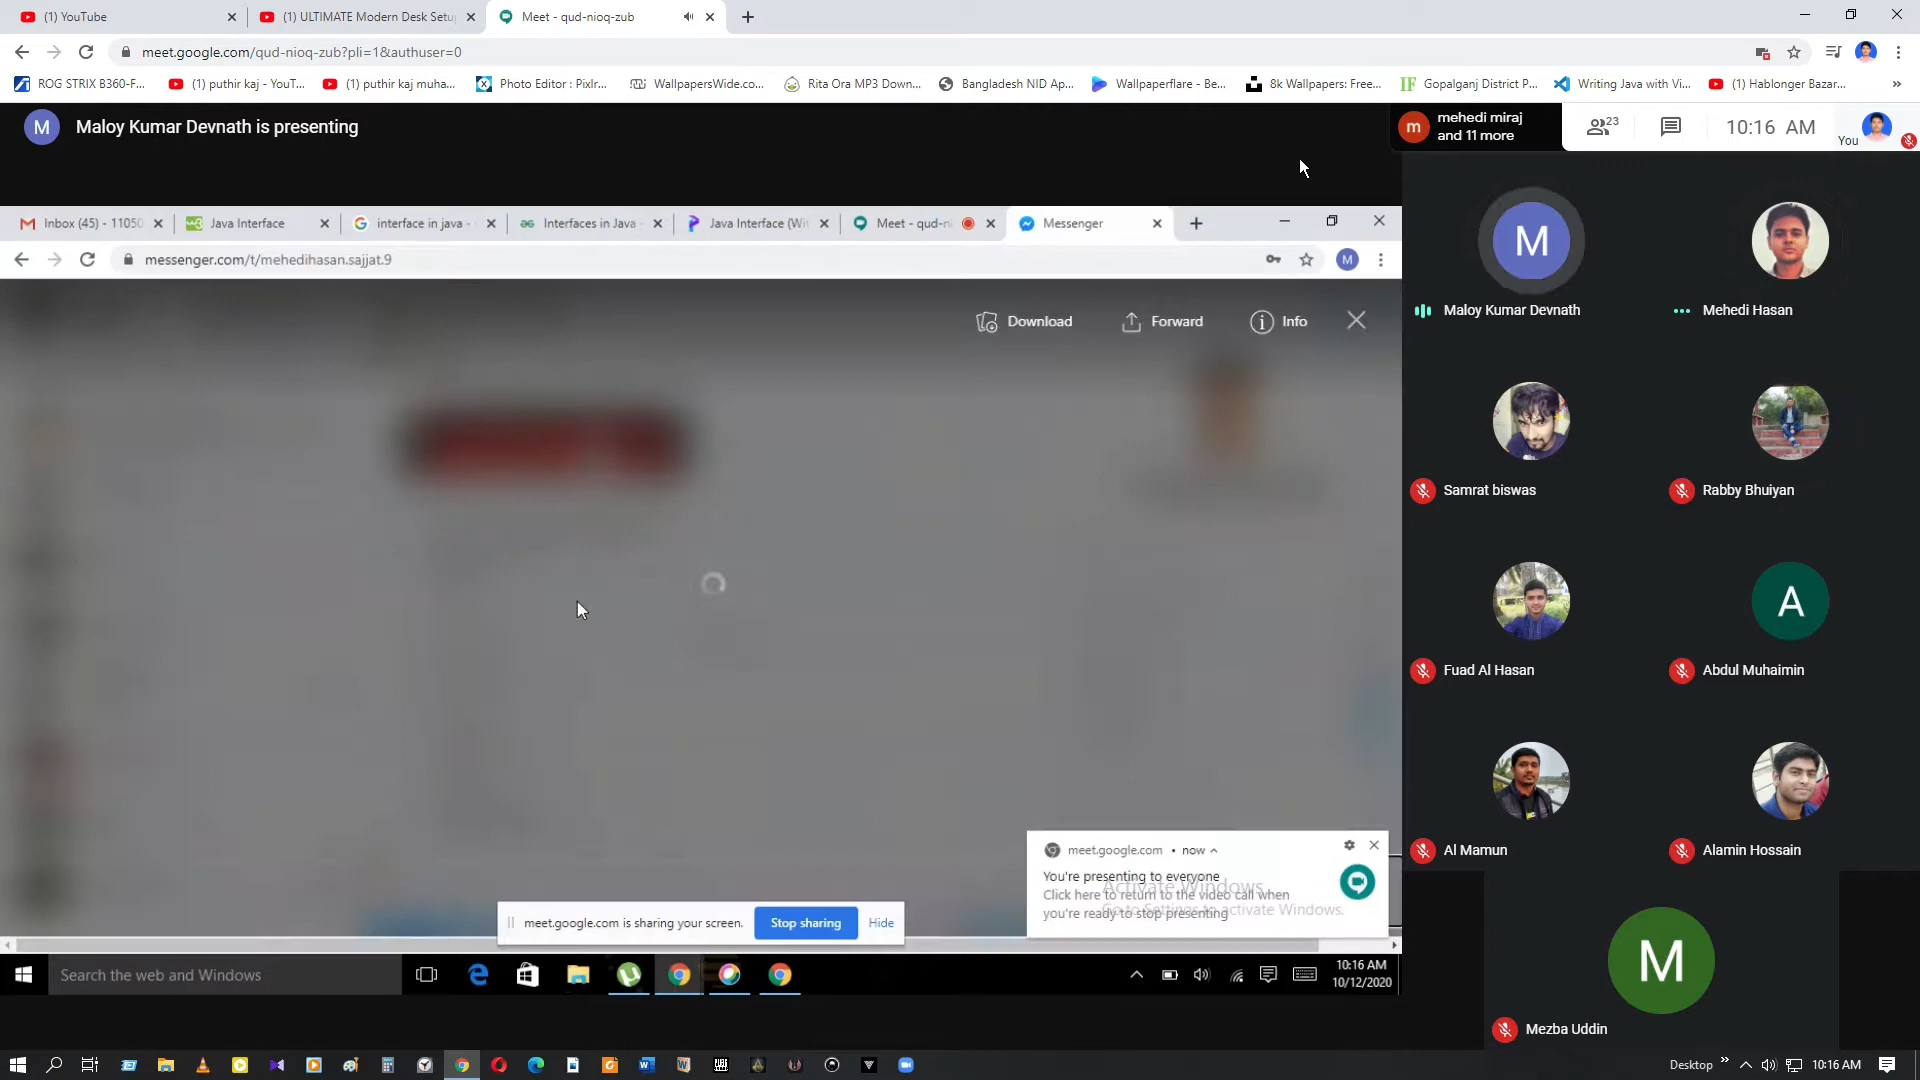 (1) YouTube
(1) ULTIMATE Modern Desk Setu
Meet - qud-nioq-zub
meet.google.com/qud-nioq-zub?pli=1&authuser=0
ROG STRIX B360-F...
(1) puthir kaj - YouT...
(1) puthir kaj muha...
Photo Editor : Pixlr...
WallpapersWide.co...
Rita Ora MP3 Down...
Bangladesh NID Ap...
Wallpaperflare - Be...
8k Wallpapers: Free...
Gopalganj District P...
Writing Java with Vi...
(1) Hablonger Bazar...
»
M
Maloy Kumar Devnath is presenting
m
mehedi miraj
and 11 more
23
10:16 AM
You
Inbox (45) - 11050
Java Interface
interface in java -
Interfaces in Java -
Java Interface (Wit
Meet - qud-ni
Messenger
messenger.com/t/mehedihasan.sajjat.9
M
Download
Forward
Info
meet.google.com • now
You're presenting to everyone
Click here to return to the video call when
you're ready to stop presenting
Activate Windows
Go to Settings to activate Windows.
meet.google.com is sharing your screen.
Stop sharing
Hide
Search the web and Windows
10:16 AM
10/12/2020
M
Maloy Kumar Devnath
Mehedi Hasan
Samrat biswas
Rabby Bhuiyan
Fuad Al Hasan
A
Abdul Muhaimin
Al Mamun
Alamin Hossain
M
Mezba Uddin
Desktop
»
10:16 AM